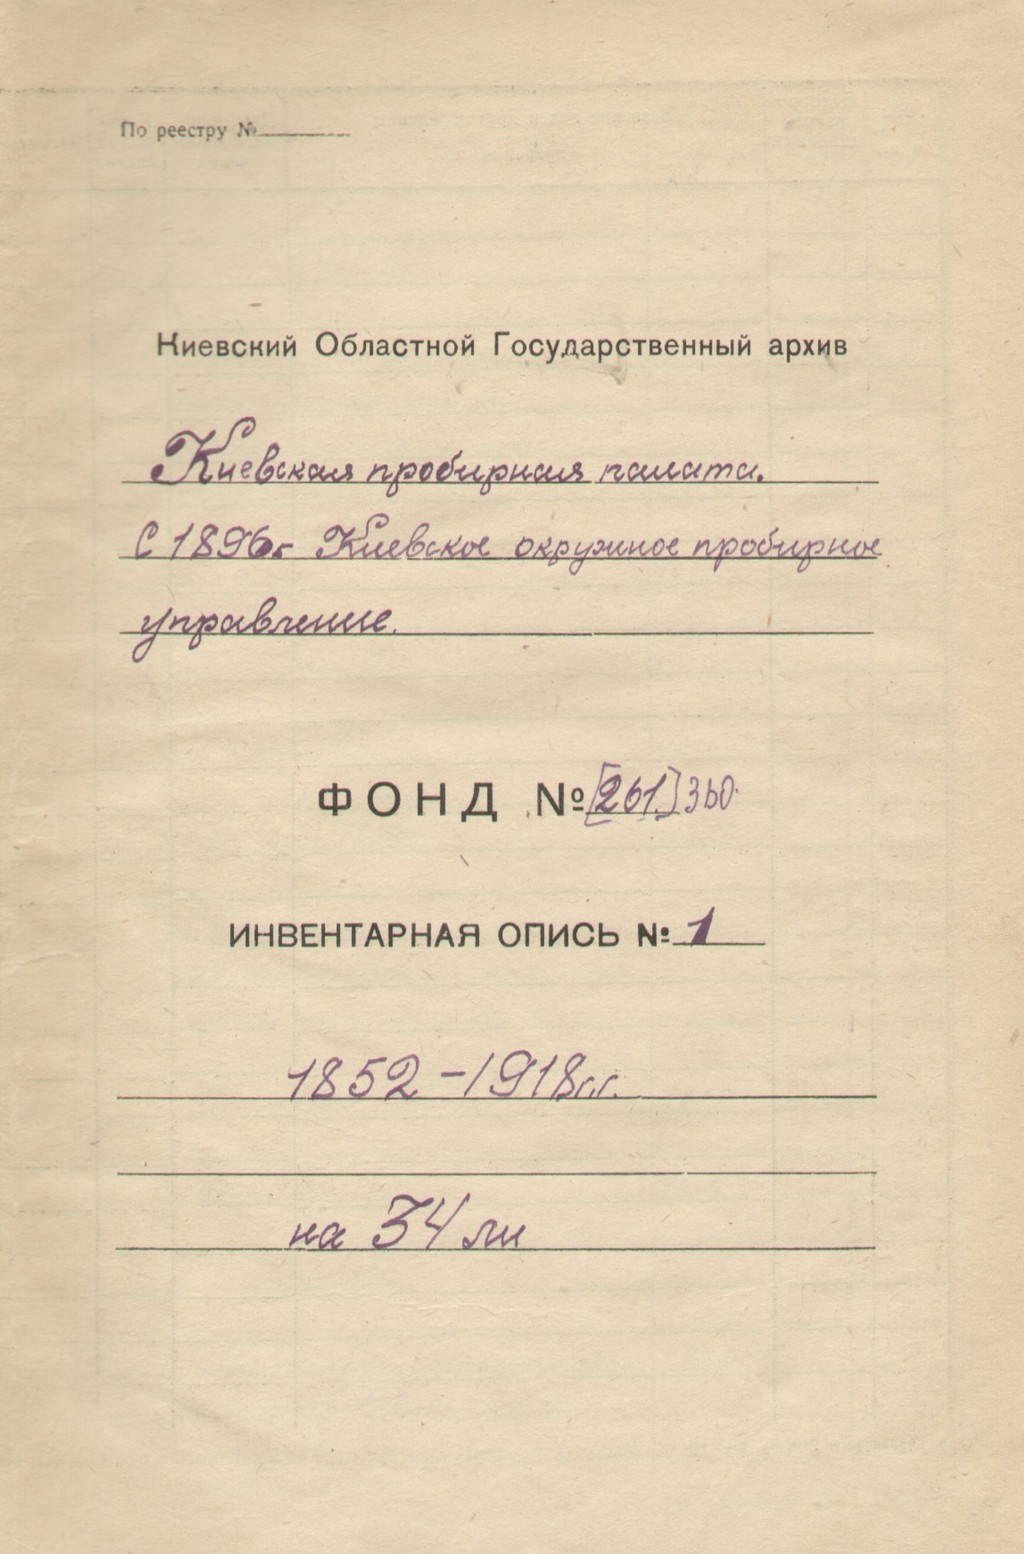 По реестру №
Киевский Областной Государственный архив
Киевская пробирная палата.
С 1896г Киевское окружное пробирное
управление.
ФОНД № [261.] 360.
ИНВЕНТАРНАЯ ОПИСЬ № 1
1852 - 1918г.г.
на 34 ли